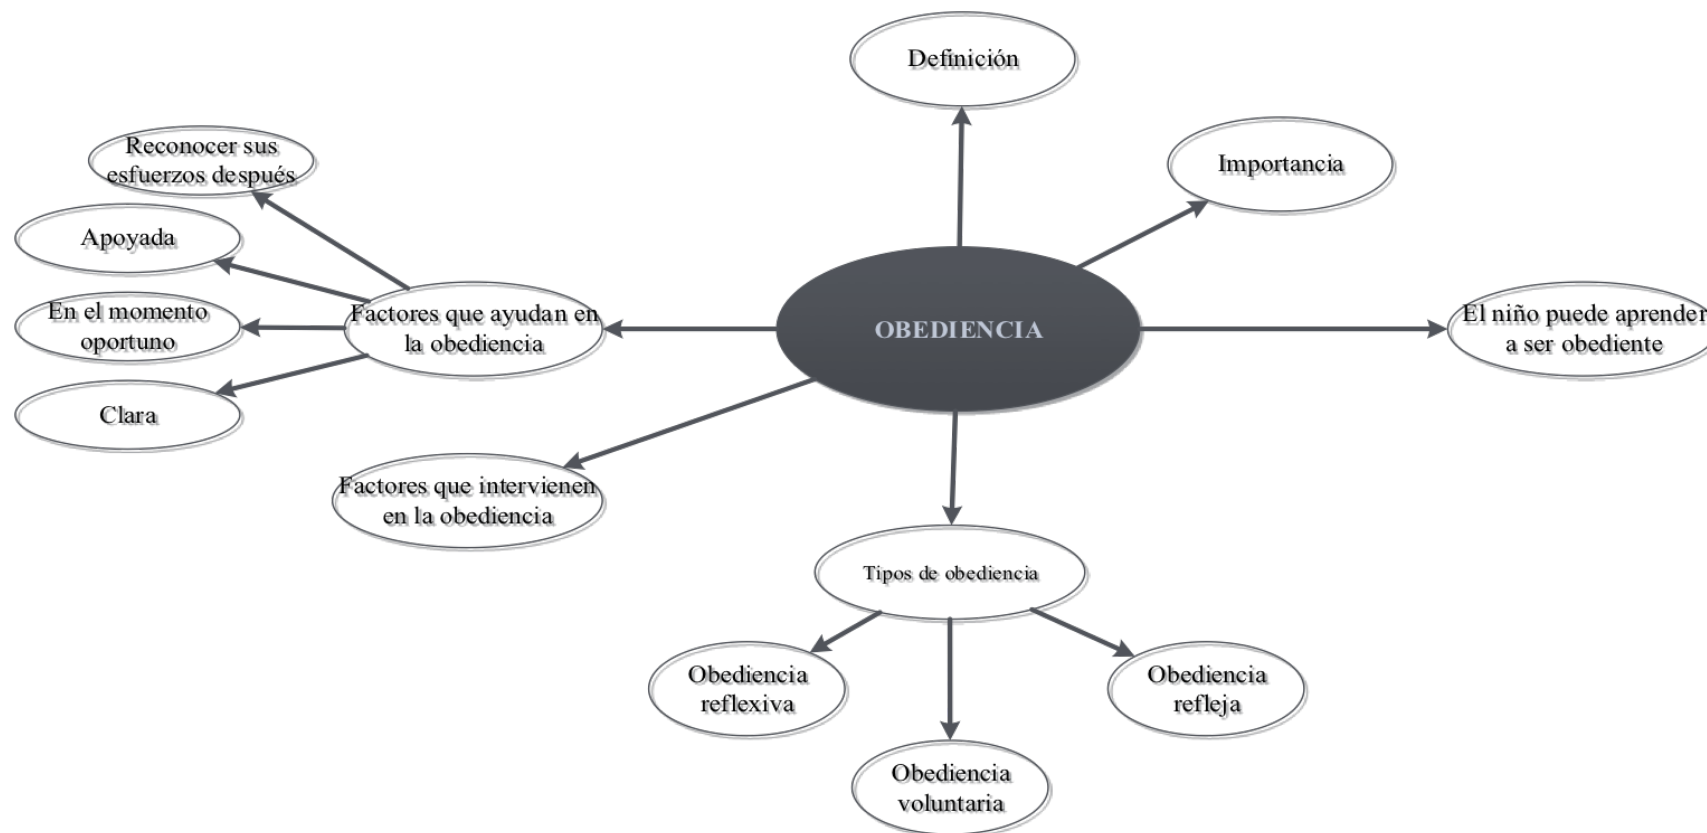 Definición
Importancia
Reconocer sus
esfuerzos después
Apoyada
En el momento
oportuno
Clara
Factores que ayudan en
la obediencia
OBEDIENCIA
El niño puede aprender
a ser obediente
Factores que intervienen
en la obediencia
Tipos de obediencia
Obediencia
reflexiva
Obediencia
voluntaria
Obediencia
refleja